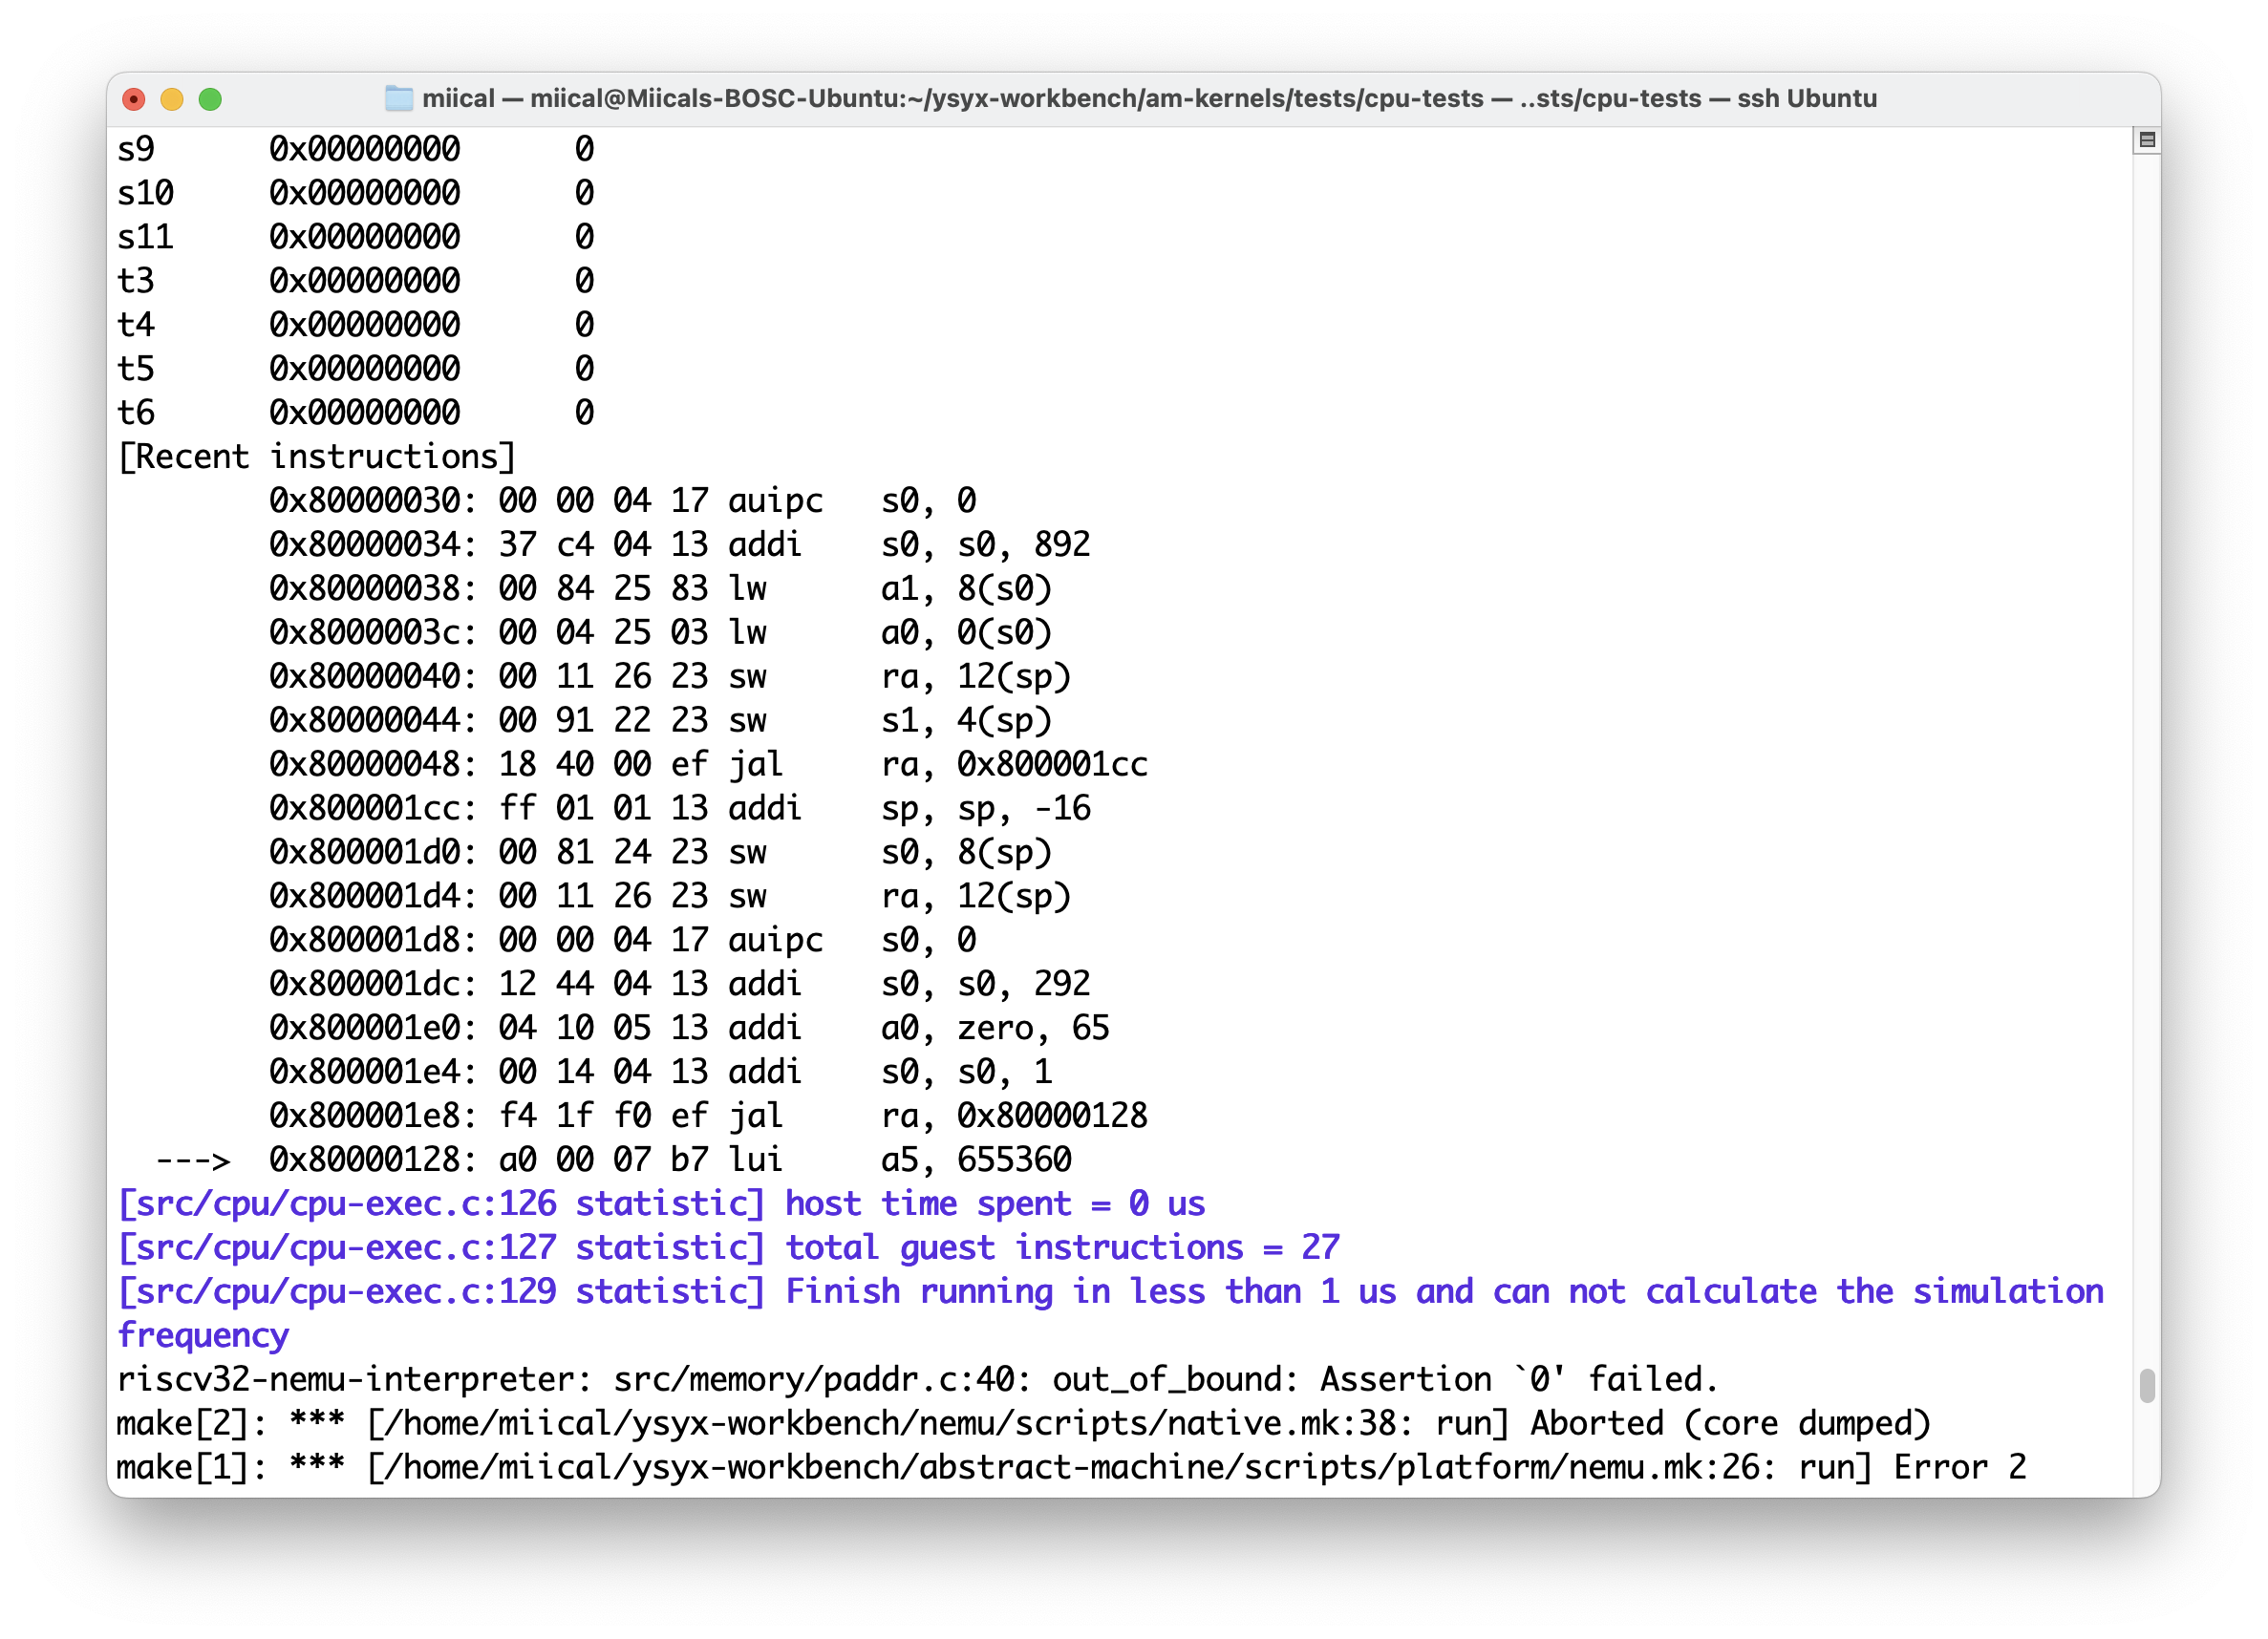 miical — miical@Miicals-BOSC-Ubuntu:~/ysyx-workbench/am-kernels/tests/cpu-tests — ..sts/cpu-tests — ssh Ubuntu
s9      0x00000000      0
s10     0x00000000      0
s11     0x00000000      0
t3      0x00000000      0
t4      0x00000000      0
t5      0x00000000      0
t6      0x00000000      0
[Recent instructions]
        0x80000030: 00 00 04 17 auipc   s0, 0
        0x80000034: 37 c4 04 13 addi    s0, s0, 892
        0x80000038: 00 84 25 83 lw      a1, 8(s0)
        0x8000003c: 00 04 25 03 lw      a0, 0(s0)
        0x80000040: 00 11 26 23 sw      ra, 12(sp)
        0x80000044: 00 91 22 23 sw      s1, 4(sp)
        0x80000048: 18 40 00 ef jal     ra, 0x800001cc
        0x800001cc: ff 01 01 13 addi    sp, sp, -16
        0x800001d0: 00 81 24 23 sw      s0, 8(sp)
        0x800001d4: 00 11 26 23 sw      ra, 12(sp)
        0x800001d8: 00 00 04 17 auipc   s0, 0
        0x800001dc: 12 44 04 13 addi    s0, s0, 292
        0x800001e0: 04 10 05 13 addi    a0, zero, 65
        0x800001e4: 00 14 04 13 addi    s0, s0, 1
        0x800001e8: f4 1f f0 ef jal     ra, 0x80000128
  --->  0x80000128: a0 00 07 b7 lui     a5, 655360
[src/cpu/cpu-exec.c:126 statistic] host time spent = 0 us
[src/cpu/cpu-exec.c:127 statistic] total guest instructions = 27
[src/cpu/cpu-exec.c:129 statistic] Finish running in less than 1 us and can not calculate the simulation
frequency
riscv32-nemu-interpreter: src/memory/paddr.c:40: out_of_bound: Assertion `0' failed.
make[2]: *** [/home/miical/ysyx-workbench/nemu/scripts/native.mk:38: run] Aborted (core dumped)
make[1]: *** [/home/miical/ysyx-workbench/abstract-machine/scripts/platform/nemu.mk:26: run] Error 2